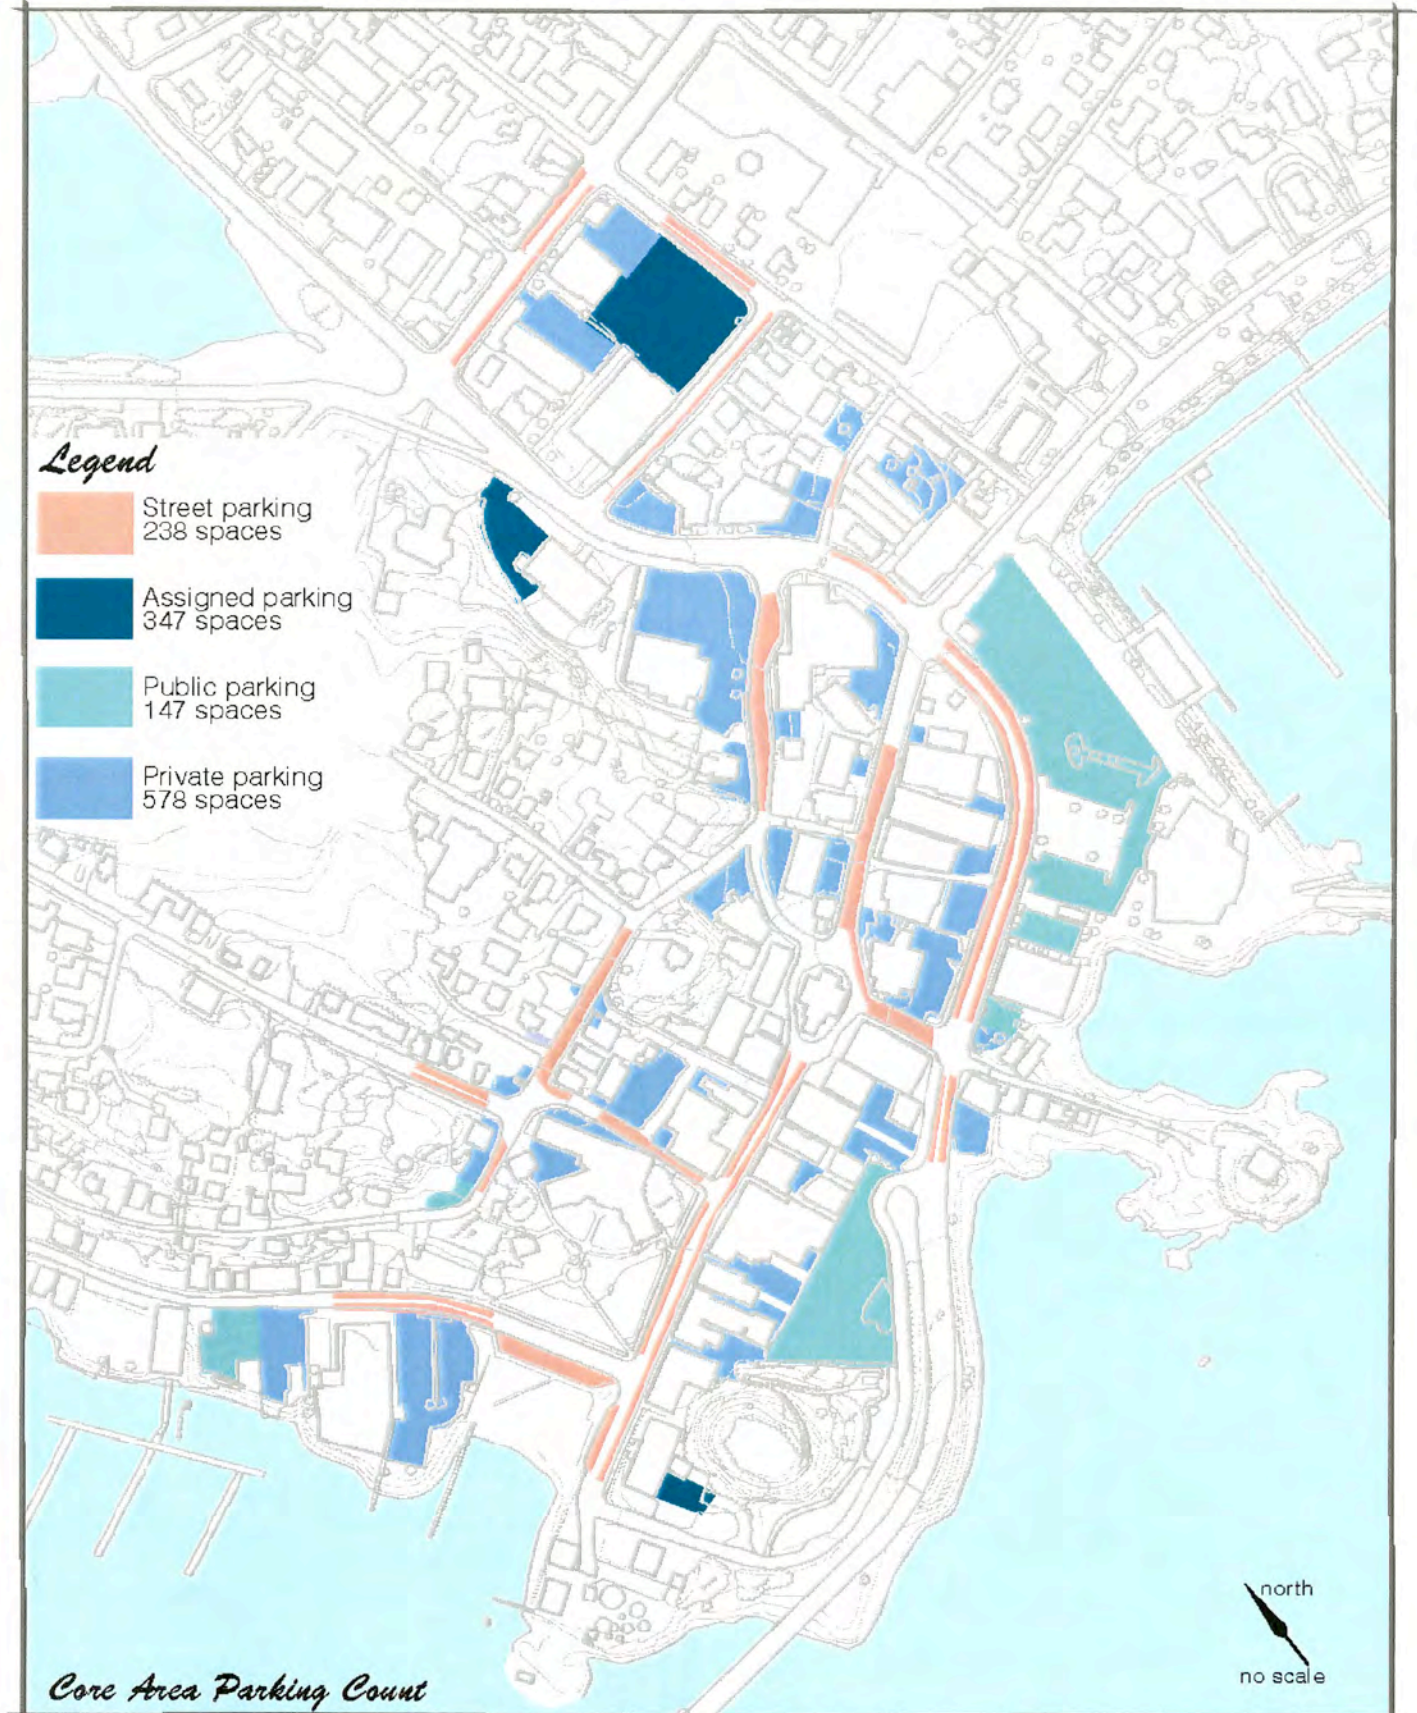 Legend
Street parking
238 spaces
Assigned parking
347 spaces
Public parking
147 spaces
Private parking
578 spaces
north
no scale
Core Area Parking Count